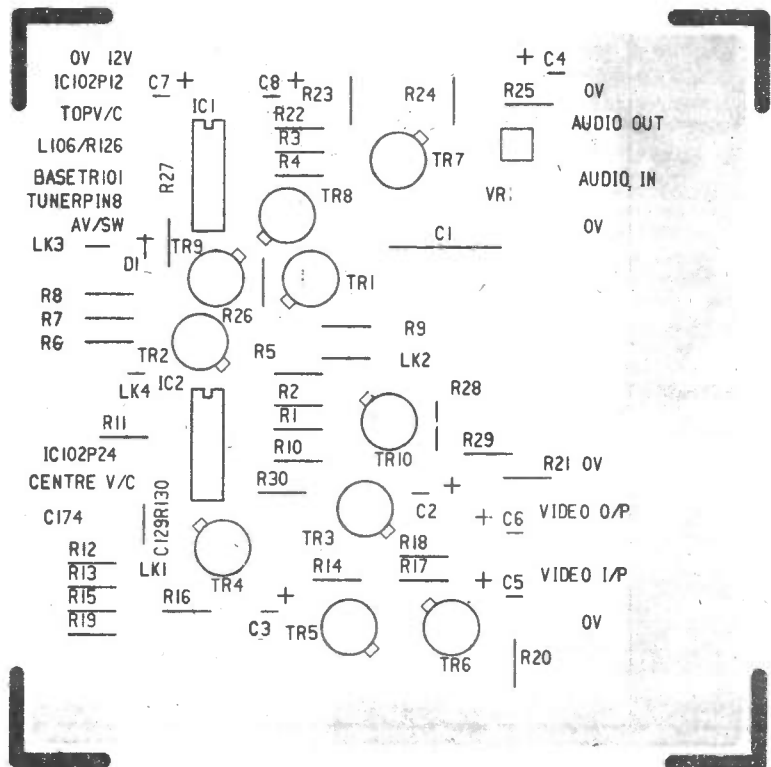 0V 12V
C4
IC102P12
C7
C8
R23
R24
R25
0V
TOPV/C
IC1
R22
AUDIO OUT
L106/R126
R3
TR7
R4
R27
BASETR101
AUDIO IN
TUNERPIN8
TR8
VR1
AV/SW
C1
0V
LK3
TR9
D1
TR1
R8
R7
R26
R9
R6
TR2
R5
LK2
LK4
IC2
R2
R28
R1
R11
R10
TR10
R29
IC102P24
R21 0V
CENTRE V/C
R30
C2
C6
VIDEO O/P
C174
C129R130
TR3
R12
R18
R13
LK1
TR4
R14
R17
C5
VIDEO I/P
R15
R16
R19
C3
TR5
TR6
0V
R20